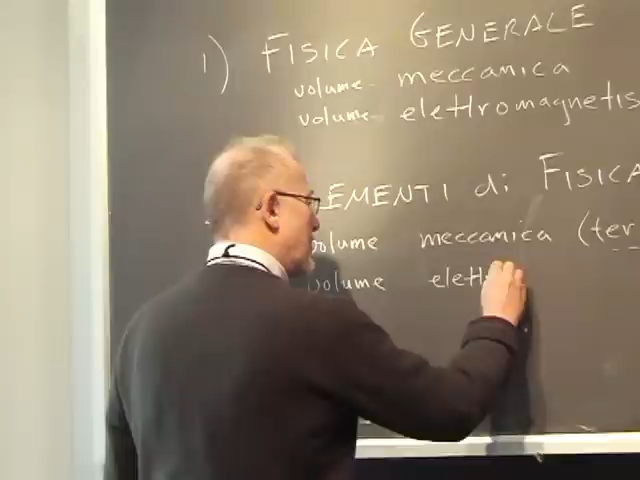 1) FISICA GENERALE
volume meccanica
volume elettromagnetis
EMENTI di FISICA
volume meccanica (ter
volume elett